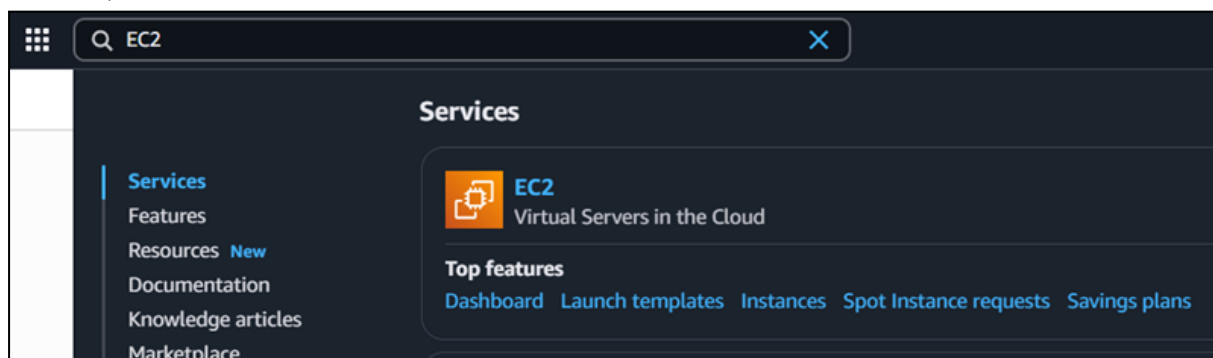 EC2
Services
Services
Features
Resources New
Documentation
Knowledge articles
Marketplace
EC2
Virtual Servers in the Cloud
Top features
Dashboard Launch templates Instances Spot Instance requests Savings plans